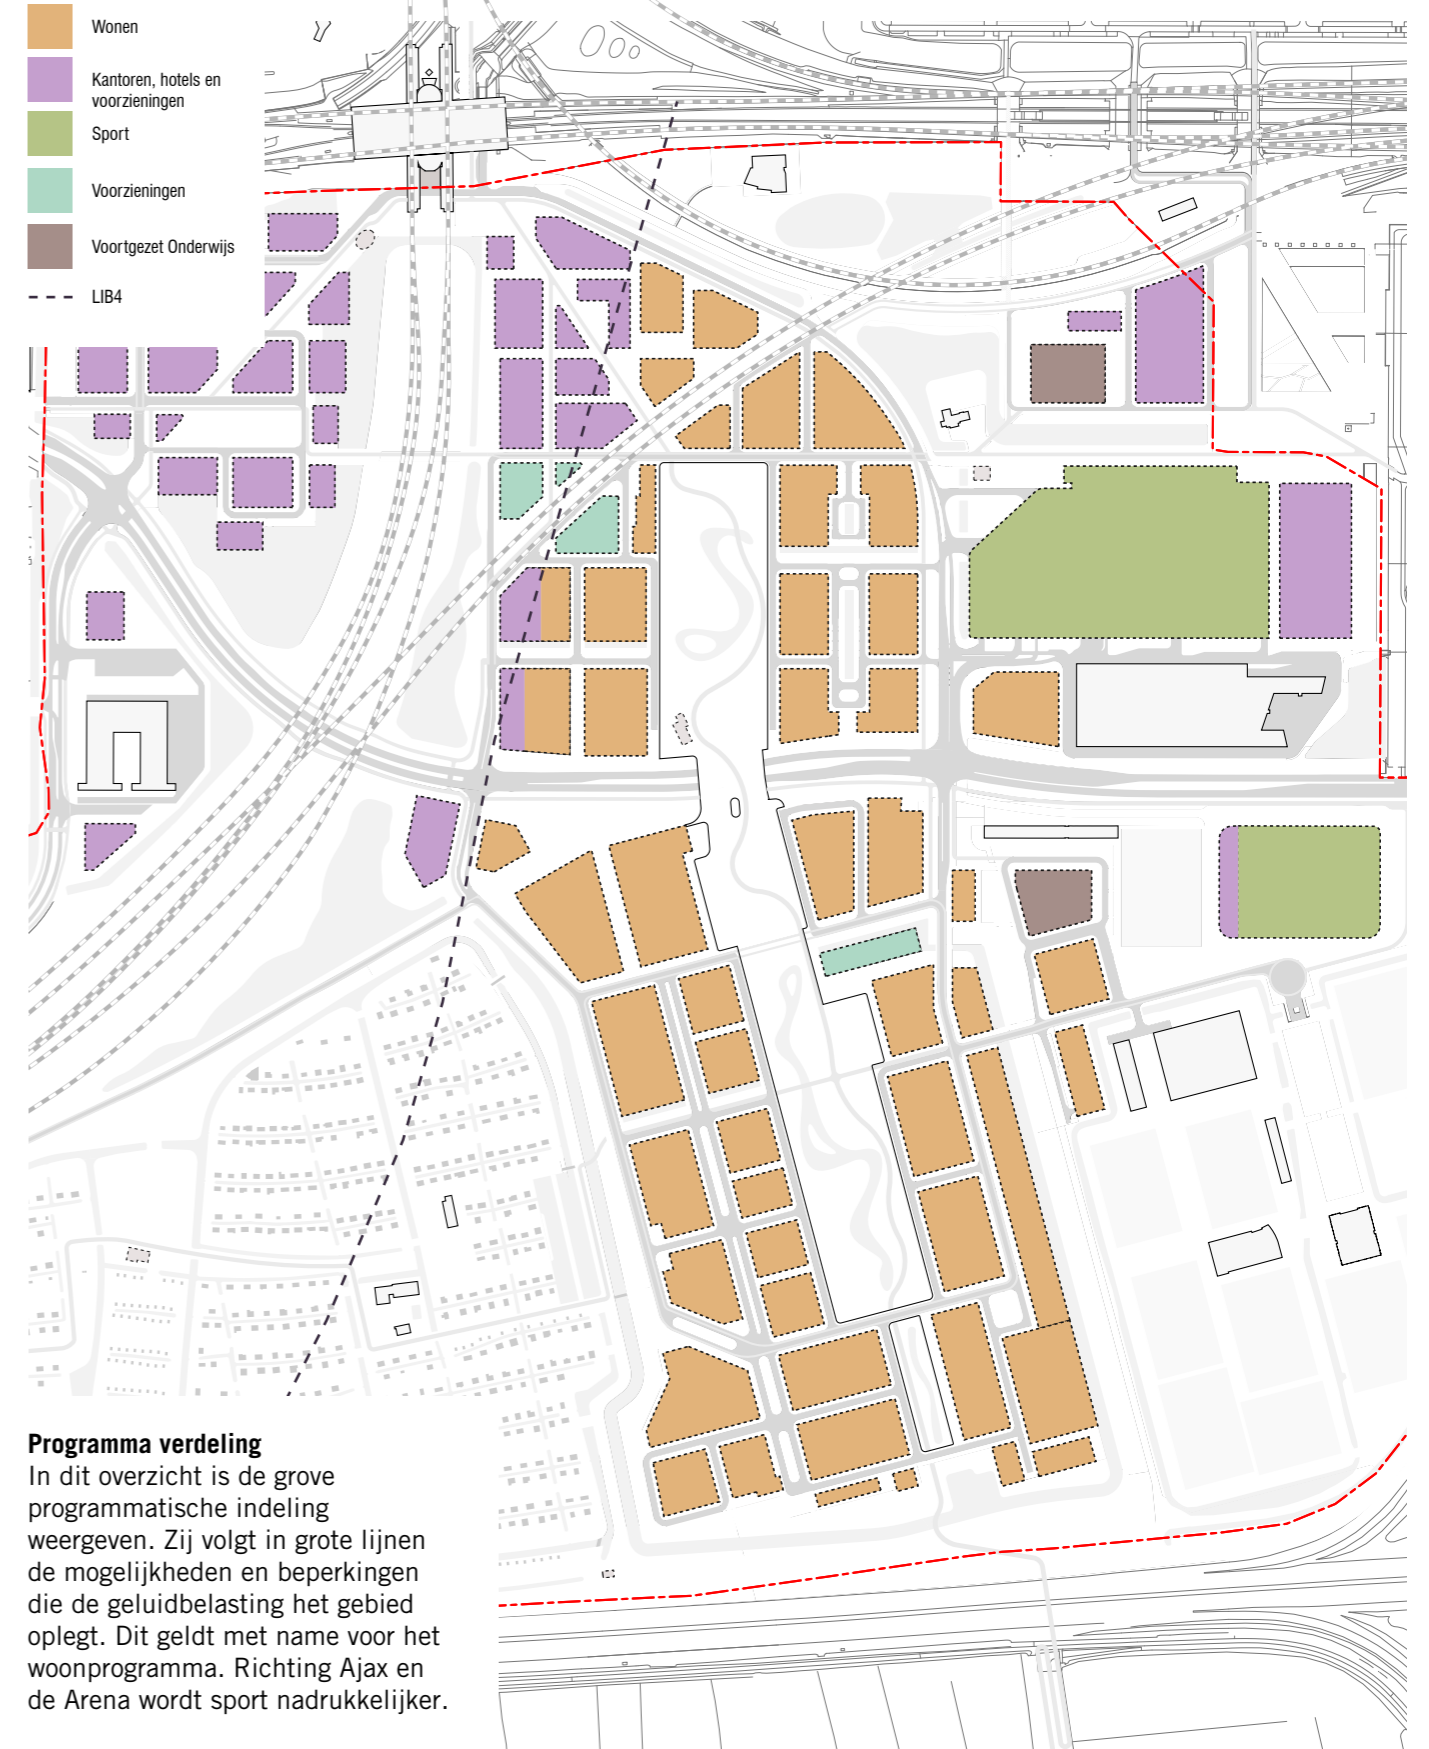 Wonen
Kantoren, hotels en
voorzieningen
Sport
Voorzieningen
Voortgezet Onderwijs
LIB4
Programma verdeling
In dit overzicht is de grove
programmatische indeling
weergeven. Zij volgt in grote lijnen
de mogelijkheden en beperkingen
die de geluidbelasting het gebied
oplegt. Dit geldt met name voor het
woonprogramma. Richting Ajax en
de Arena wordt sport nadrukkelijker.